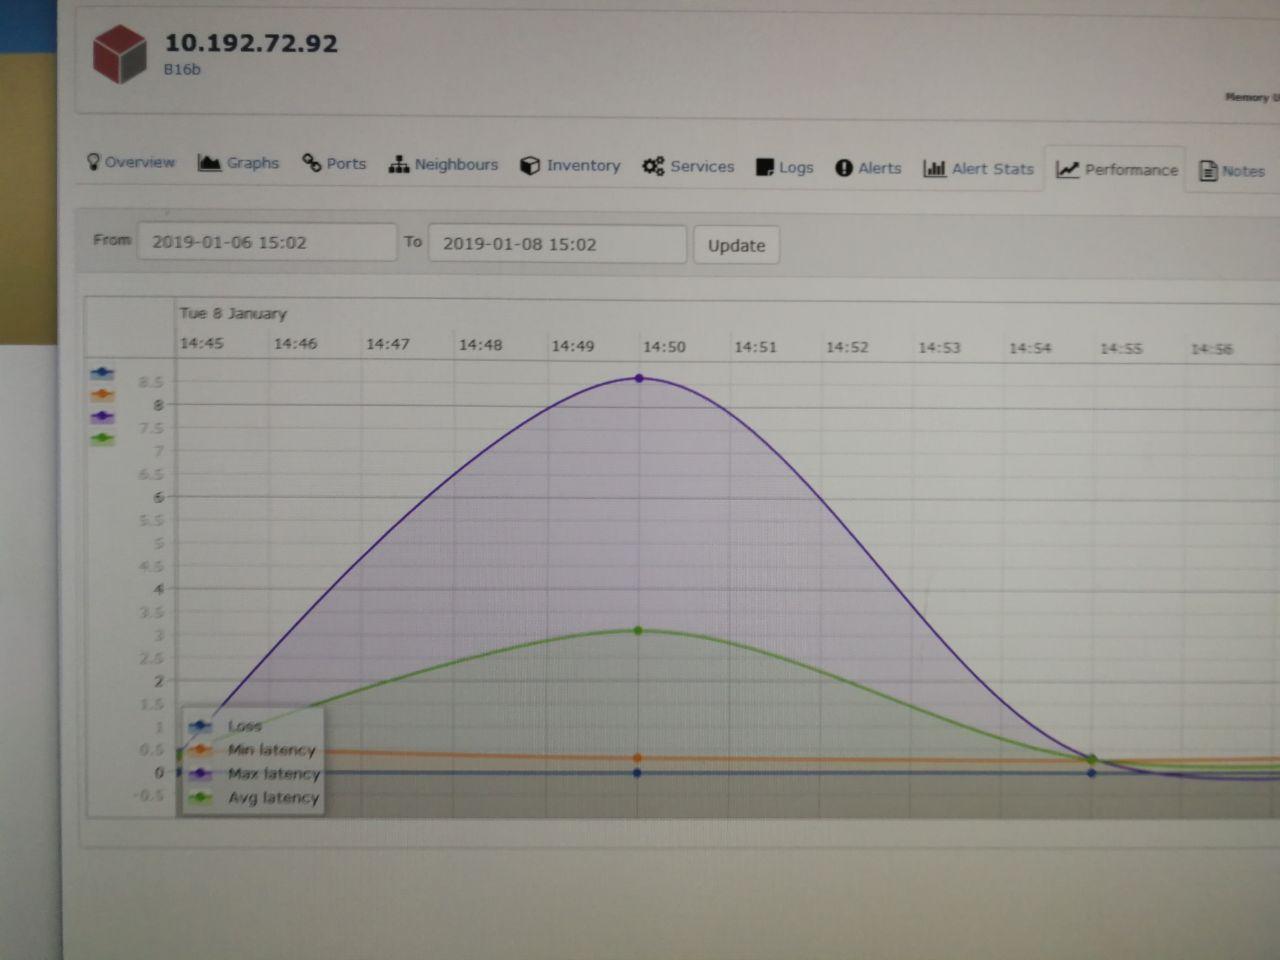 10.192.72.92
B16b
Memory U
Overview Graphs Ports Neighbours Inventory Services Logs Alerts Alert Stats Performance Notes
From 2019-01-06 15:02 To 2019-01-08 15:02 Update
Tue 8 January
14:45 14:46 14:47 14:48 14:49 14:50 14:51 14:52 14:53 14:54 14:55 14:56
8.5
8
7.5
7
6.5
6
5.5
5
4.5
4
3.5
3
2.5
2
1.5
1
0.5
0
-0.5
Loss
Min latency
Max latency
Avg latency